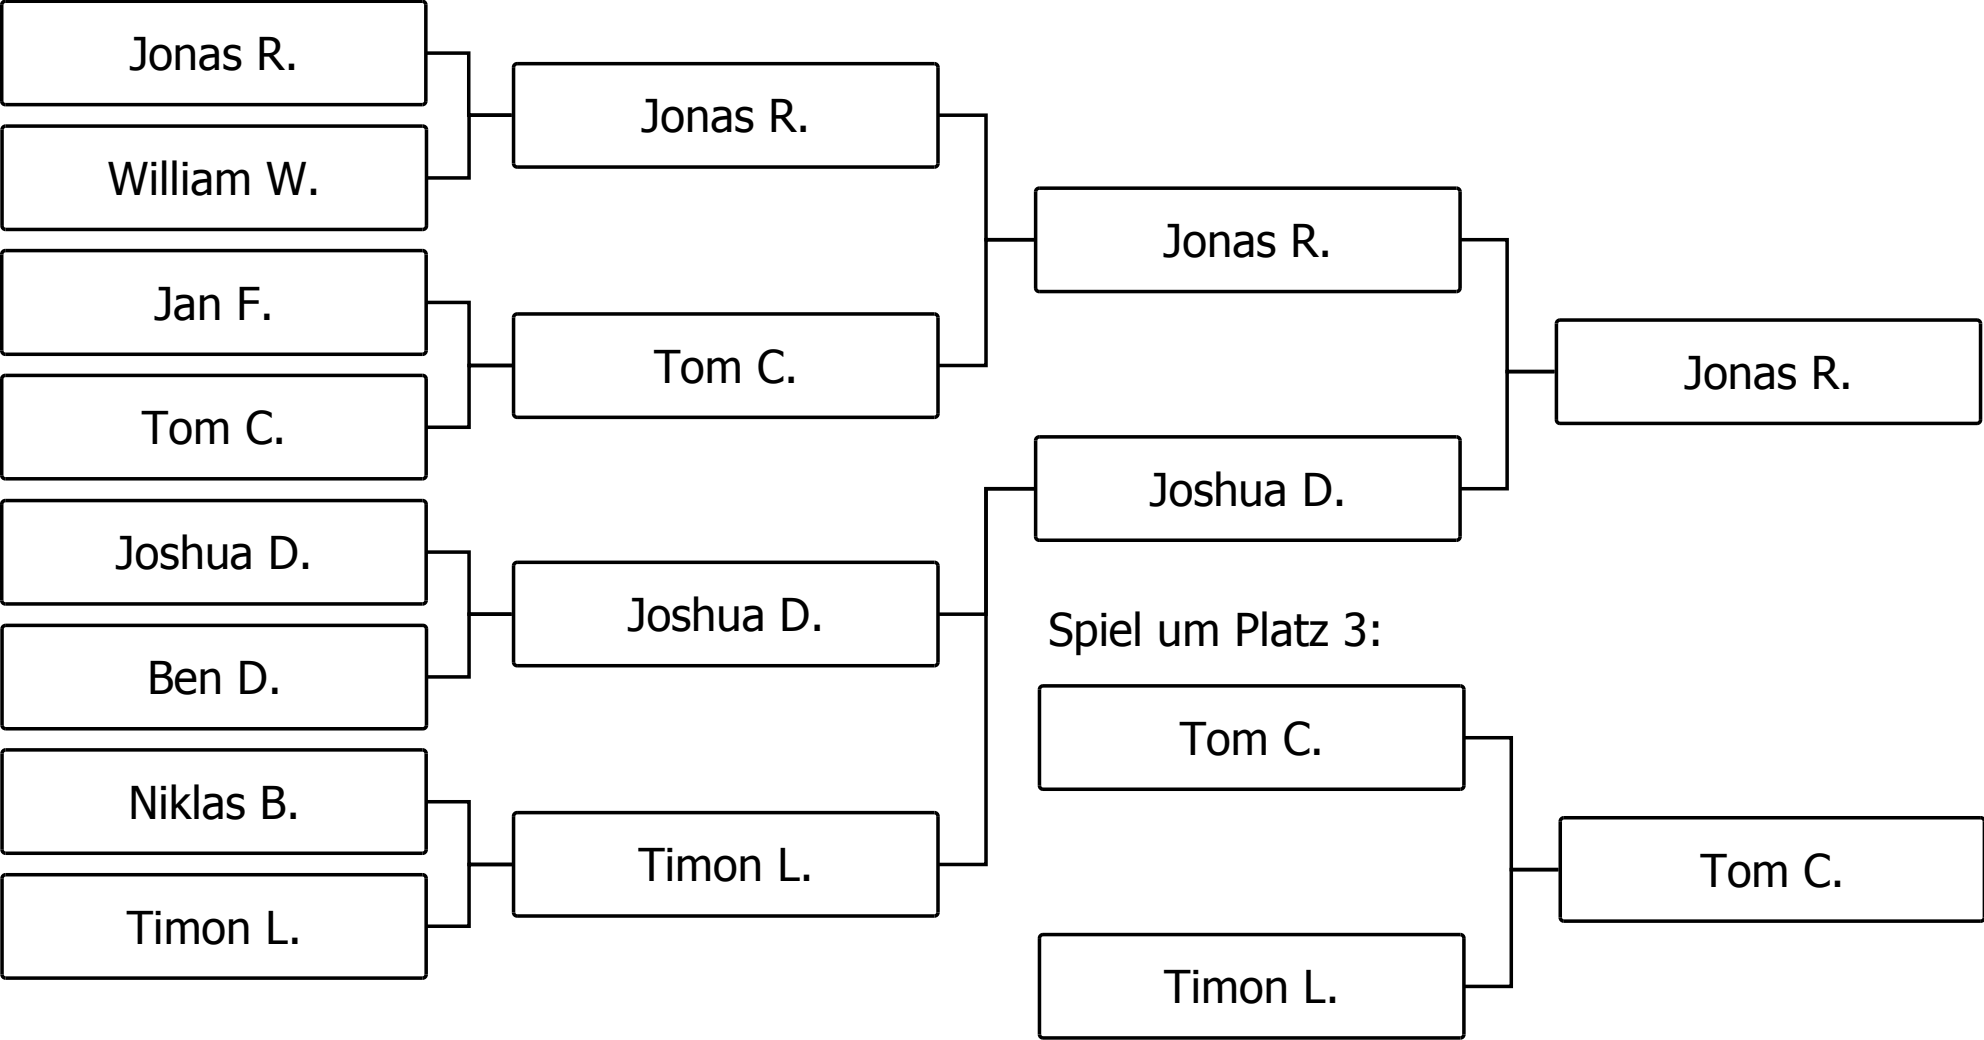 Jonas R.
William W.
Jan F.
Tom C.
Joshua D.
Ben D.
Niklas B.
Timon L.
Jonas R.
Tom C.
Joshua D.
Timon L.
Jonas R.
Joshua D.
Jonas R.
Spiel um Platz 3:
Tom C.
Timon L.
Tom C.